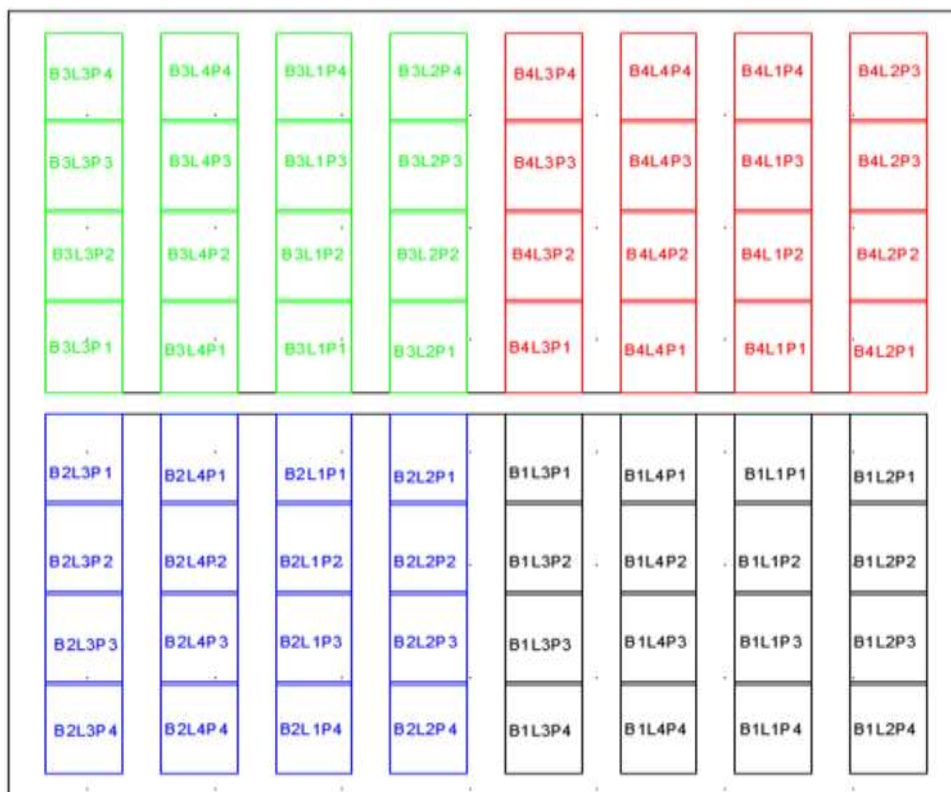 B3L3P4 B3L4P4 B3L1P4 B3L2P4 B4L3P4 B4L4P4 B4L1P4 B4L2P3
B3L3P3 B3L4P3 B3L1P3 B3L2P3 B4L3P3 B4L4P3 B4L1P3 B4L2P3
B3L3P2 B3L4P2 B3L1P2 B3L2P2 B4L3P2 B4L4P2 B4L1P2 B4L2P2
B3L3P1 B3L4P1 B3L1P1 B3L2P1 B4L3P1 B4L4P1 B4L1P1 B4L2P1
B2L3P1 B2L4P1 B2L1P1 B2L2P1 B1L3P1 B1L4P1 B1L1P1 B1L2P1
B2L3P2 B2L4P2 B2L1P2 B2L2P2 B1L3P2 B1L4P2 B1L1P2 B1L2P2
B2L3P3 B2L4P3 B2L1P3 B2L2P3 B1L3P3 B1L4P3 B1L1P3 B1L2P3
B2L3P4 B2L4P4 B2L1P4 B2L2P4 B1L3P4 B1L4P4 B1L1P4 B1L2P4